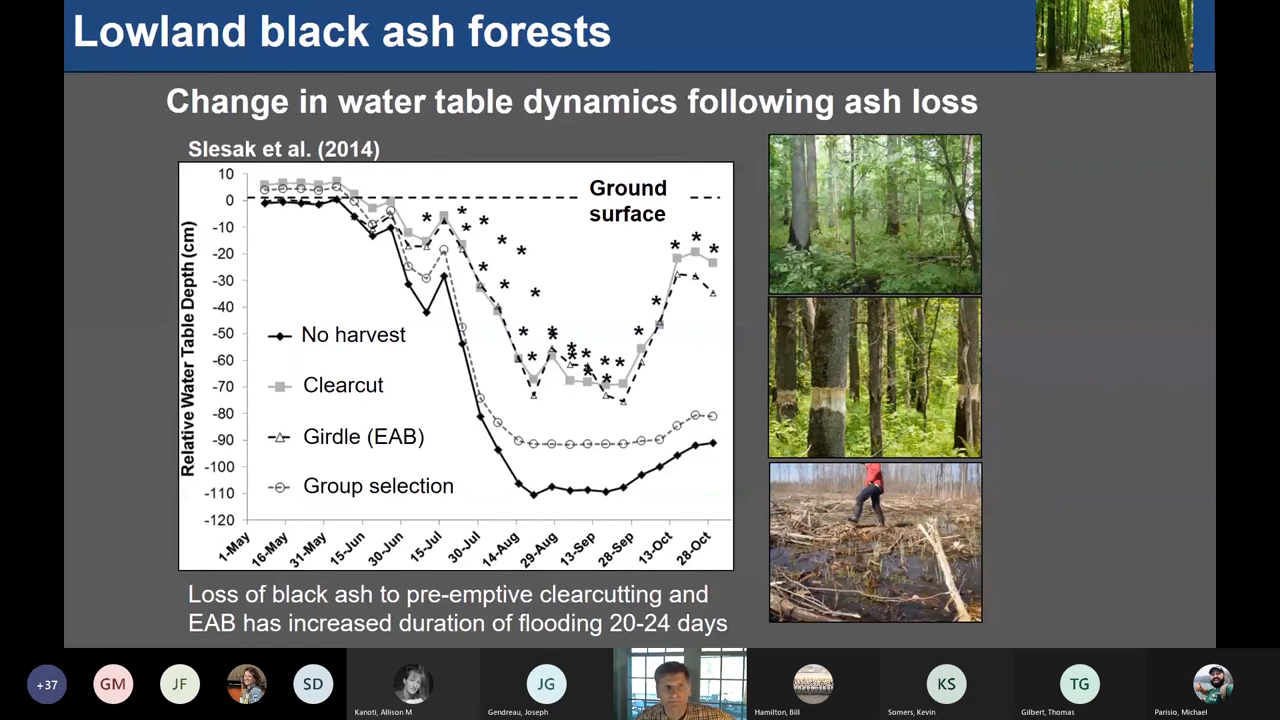 Lowland black ash forests
Change in water table dynamics following ash loss
Slesak et al. (2014)
Relative Water Table Depth (cm)
10
0
-10
-20
-30
-40
-50
-60
-70
-80
-90
-100
-110
-120
Ground
surface
No harvest
Clearcut
Girdle (EAB)
Group selection
1-May
16-May
31-May
15-Jun
30-Jun
15-Jul
30-Jul
14-Aug
29-Aug
13-Sep
28-Sep
13-Oct
28-Oct
Loss of black ash to pre-emptive clearcutting and
EAB has increased duration of flooding 20-24 days
+37
GM
JF
SD
Kanoti, Allison M
JG
Gendreau, Joseph
Hamilton, Bill
KS
Somers, Kevin
TG
Gilbert, Thomas
Parisio, Michael